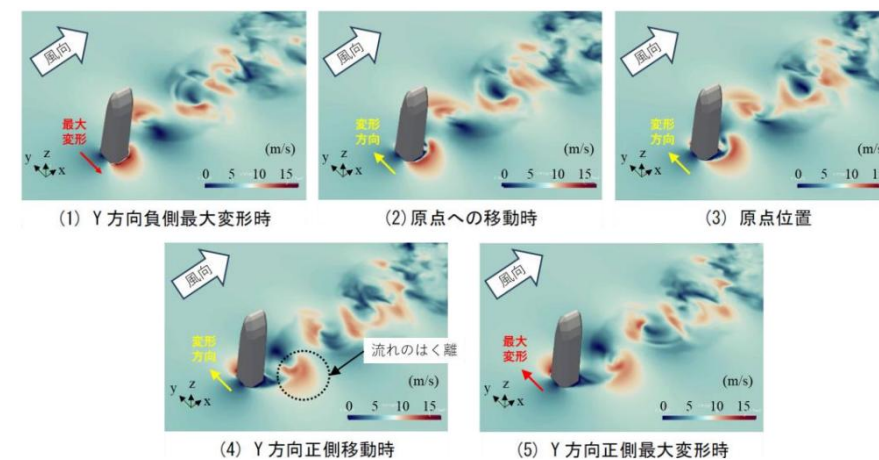 風向
最大
変形
y z x
(m/s)
0 5 10 15
(1) Y方向負側最大変形時
風向
変形
方向
y z x
(m/s)
0 5 10 15
(2)原点への移動時
風向
変形
方向
y z x
(m/s)
0 5 10 15
(3) 原点位置
風向
変形
方向
流れのはく離
y z x
(m/s)
0 5 10 15
(4) Y方向正側移動時
風向
最大
変形
y z x
(m/s)
0 5 10 15
(5) Y方向正側最大変形時